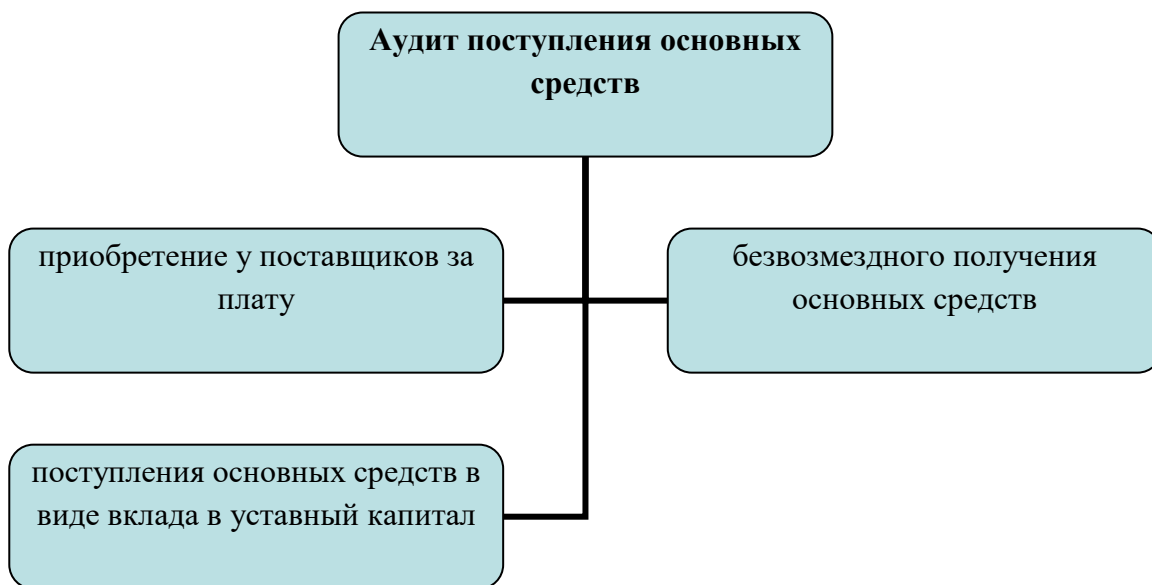 Аудит поступления основных
средств
приобретение у поставщиков за
плату
безвозмездного получения
основных средств
поступления основных средств в
виде вклада в уставный капитал